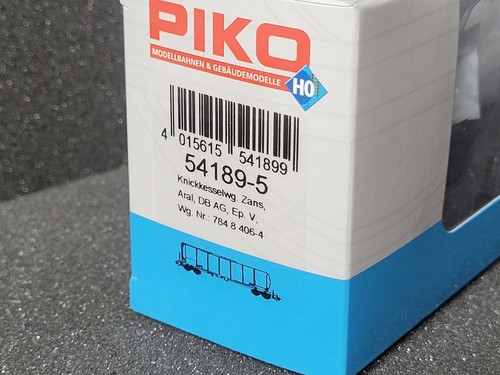 PIKO
MODELLBAHNEN & GEBÄUDEMODELLE
H0
4 015615 541899
54189-5
Knickkesselwg. Zans,
Aral, DB AG, Ep. V,
Wg. Nr.: 784 8 406-4